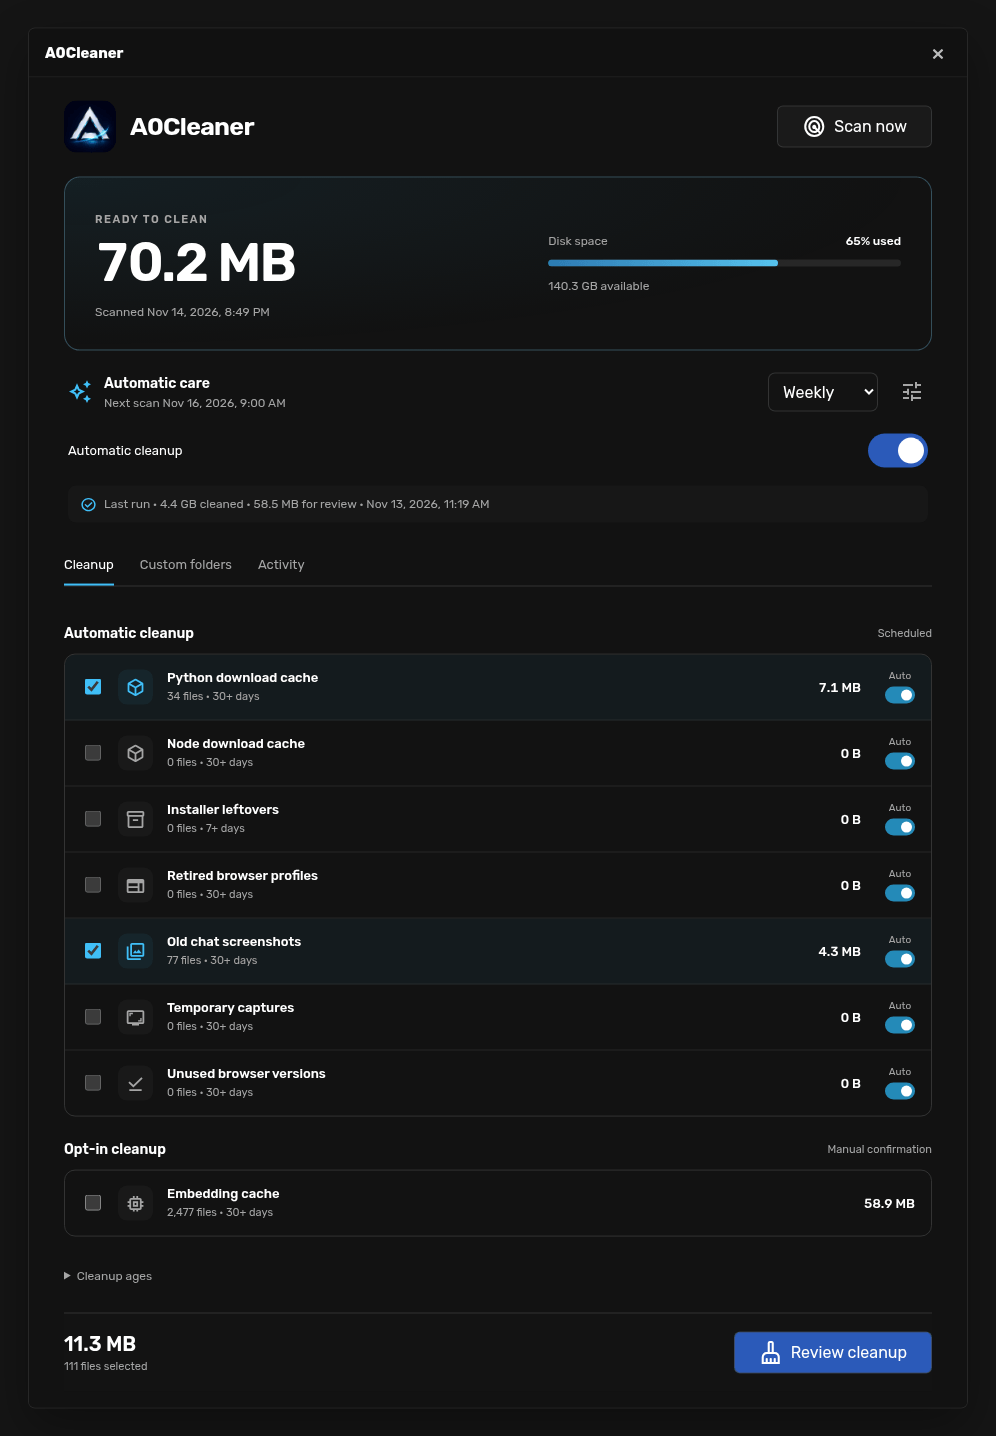 A0Cleaner
A0Cleaner
Scan now
READY TO CLEAN
70.2 MB
Scanned Nov 14, 2026, 8:49 PM
Disk space
65% used
140.3 GB available
Automatic care
Next scan Nov 16, 2026, 9:00 AM
Weekly
Automatic cleanup
Last run • 4.4 GB cleaned • 58.5 MB for review • Nov 13, 2026, 11:19 AM
Cleanup
Custom folders
Activity
Automatic cleanup
Scheduled
Python download cache
34 files • 30+ days
7.1 MB
Auto
Node download cache
0 files • 30+ days
0 B
Auto
Installer leftovers
0 files • 7+ days
0 B
Auto
Retired browser profiles
0 files • 30+ days
0 B
Auto
Old chat screenshots
77 files • 30+ days
4.3 MB
Auto
Temporary captures
0 files • 30+ days
0 B
Auto
Unused browser versions
0 files • 30+ days
0 B
Auto
Opt-in cleanup
Manual confirmation
Embedding cache
2,477 files • 30+ days
58.9 MB
Cleanup ages
11.3 MB
111 files selected
Review cleanup